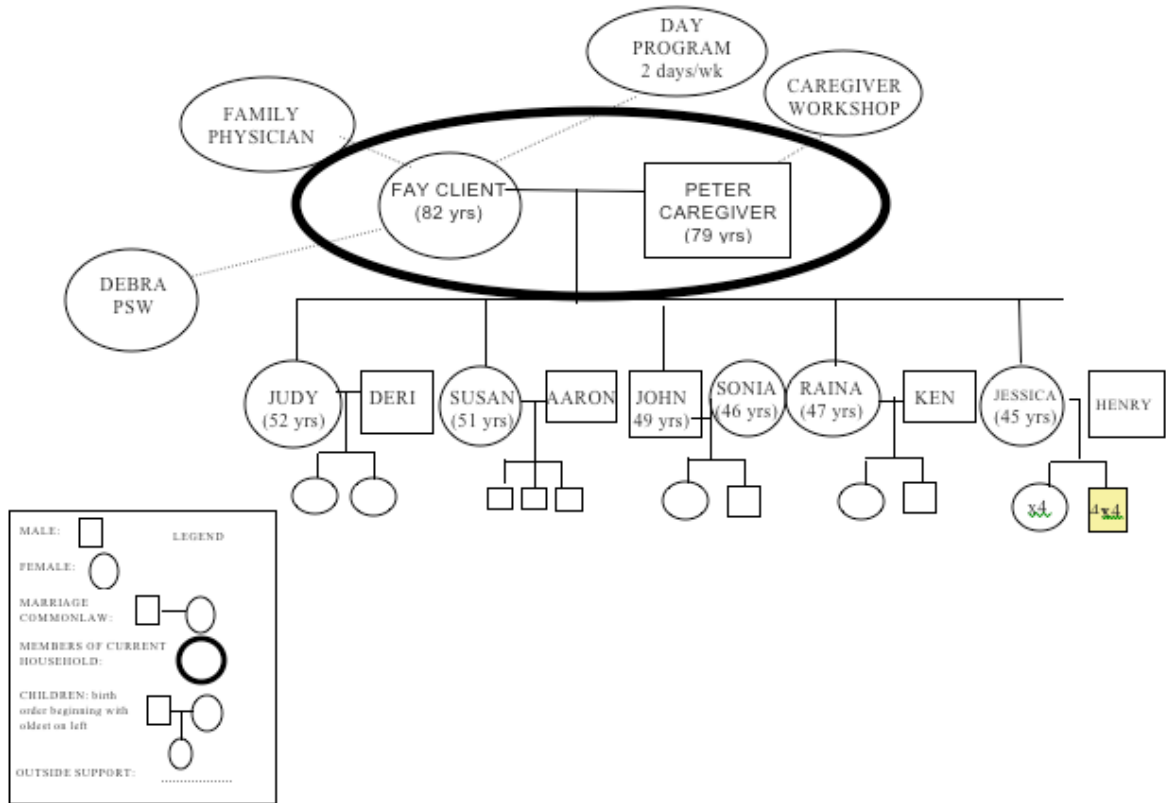 DAY
PROGRAM
2 days/wk
CAREGIVER
WORKSHOP
FAMILY
PHYSICIAN
FAY CLIENT
(82 yrs)
PETER
CAREGIVER
(79 yrs)
DEBRA
PSW
JUDY
(52 yrs)
DERI
SUSAN
(51 yrs)
AARON
JOHN
49 yrs)
SONIA
(46 yrs)
RAINA
(47 yrs)
KEN
JESSICA
(45 yrs)
HENRY
x4
4x4
LEGEND
MALE:
FEMALE:
MARRIAGE
COMMONLAW:
MEMBERS OF CURRENT
HOUSEHOLD:
CHILDREN: birth
order beginning with
oldest on left
OUTSIDE SUPPORT: